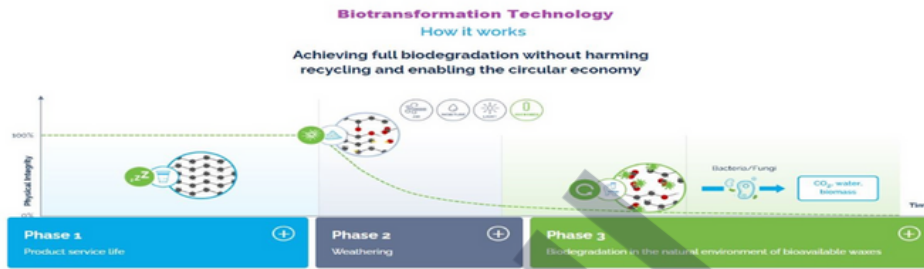 Biotransformation Technology
How it works
Achieving full biodegradation without harming
recycling and enabling the circular economy
100%
Physical Integrity
zzZ
Bacteria/Fungi
CO₂, water,
biomass
Time
Phase 1
Product service life
Phase 2
Weathering
Phase 3
Biodegradation in the natural environment of bioavailable waxes